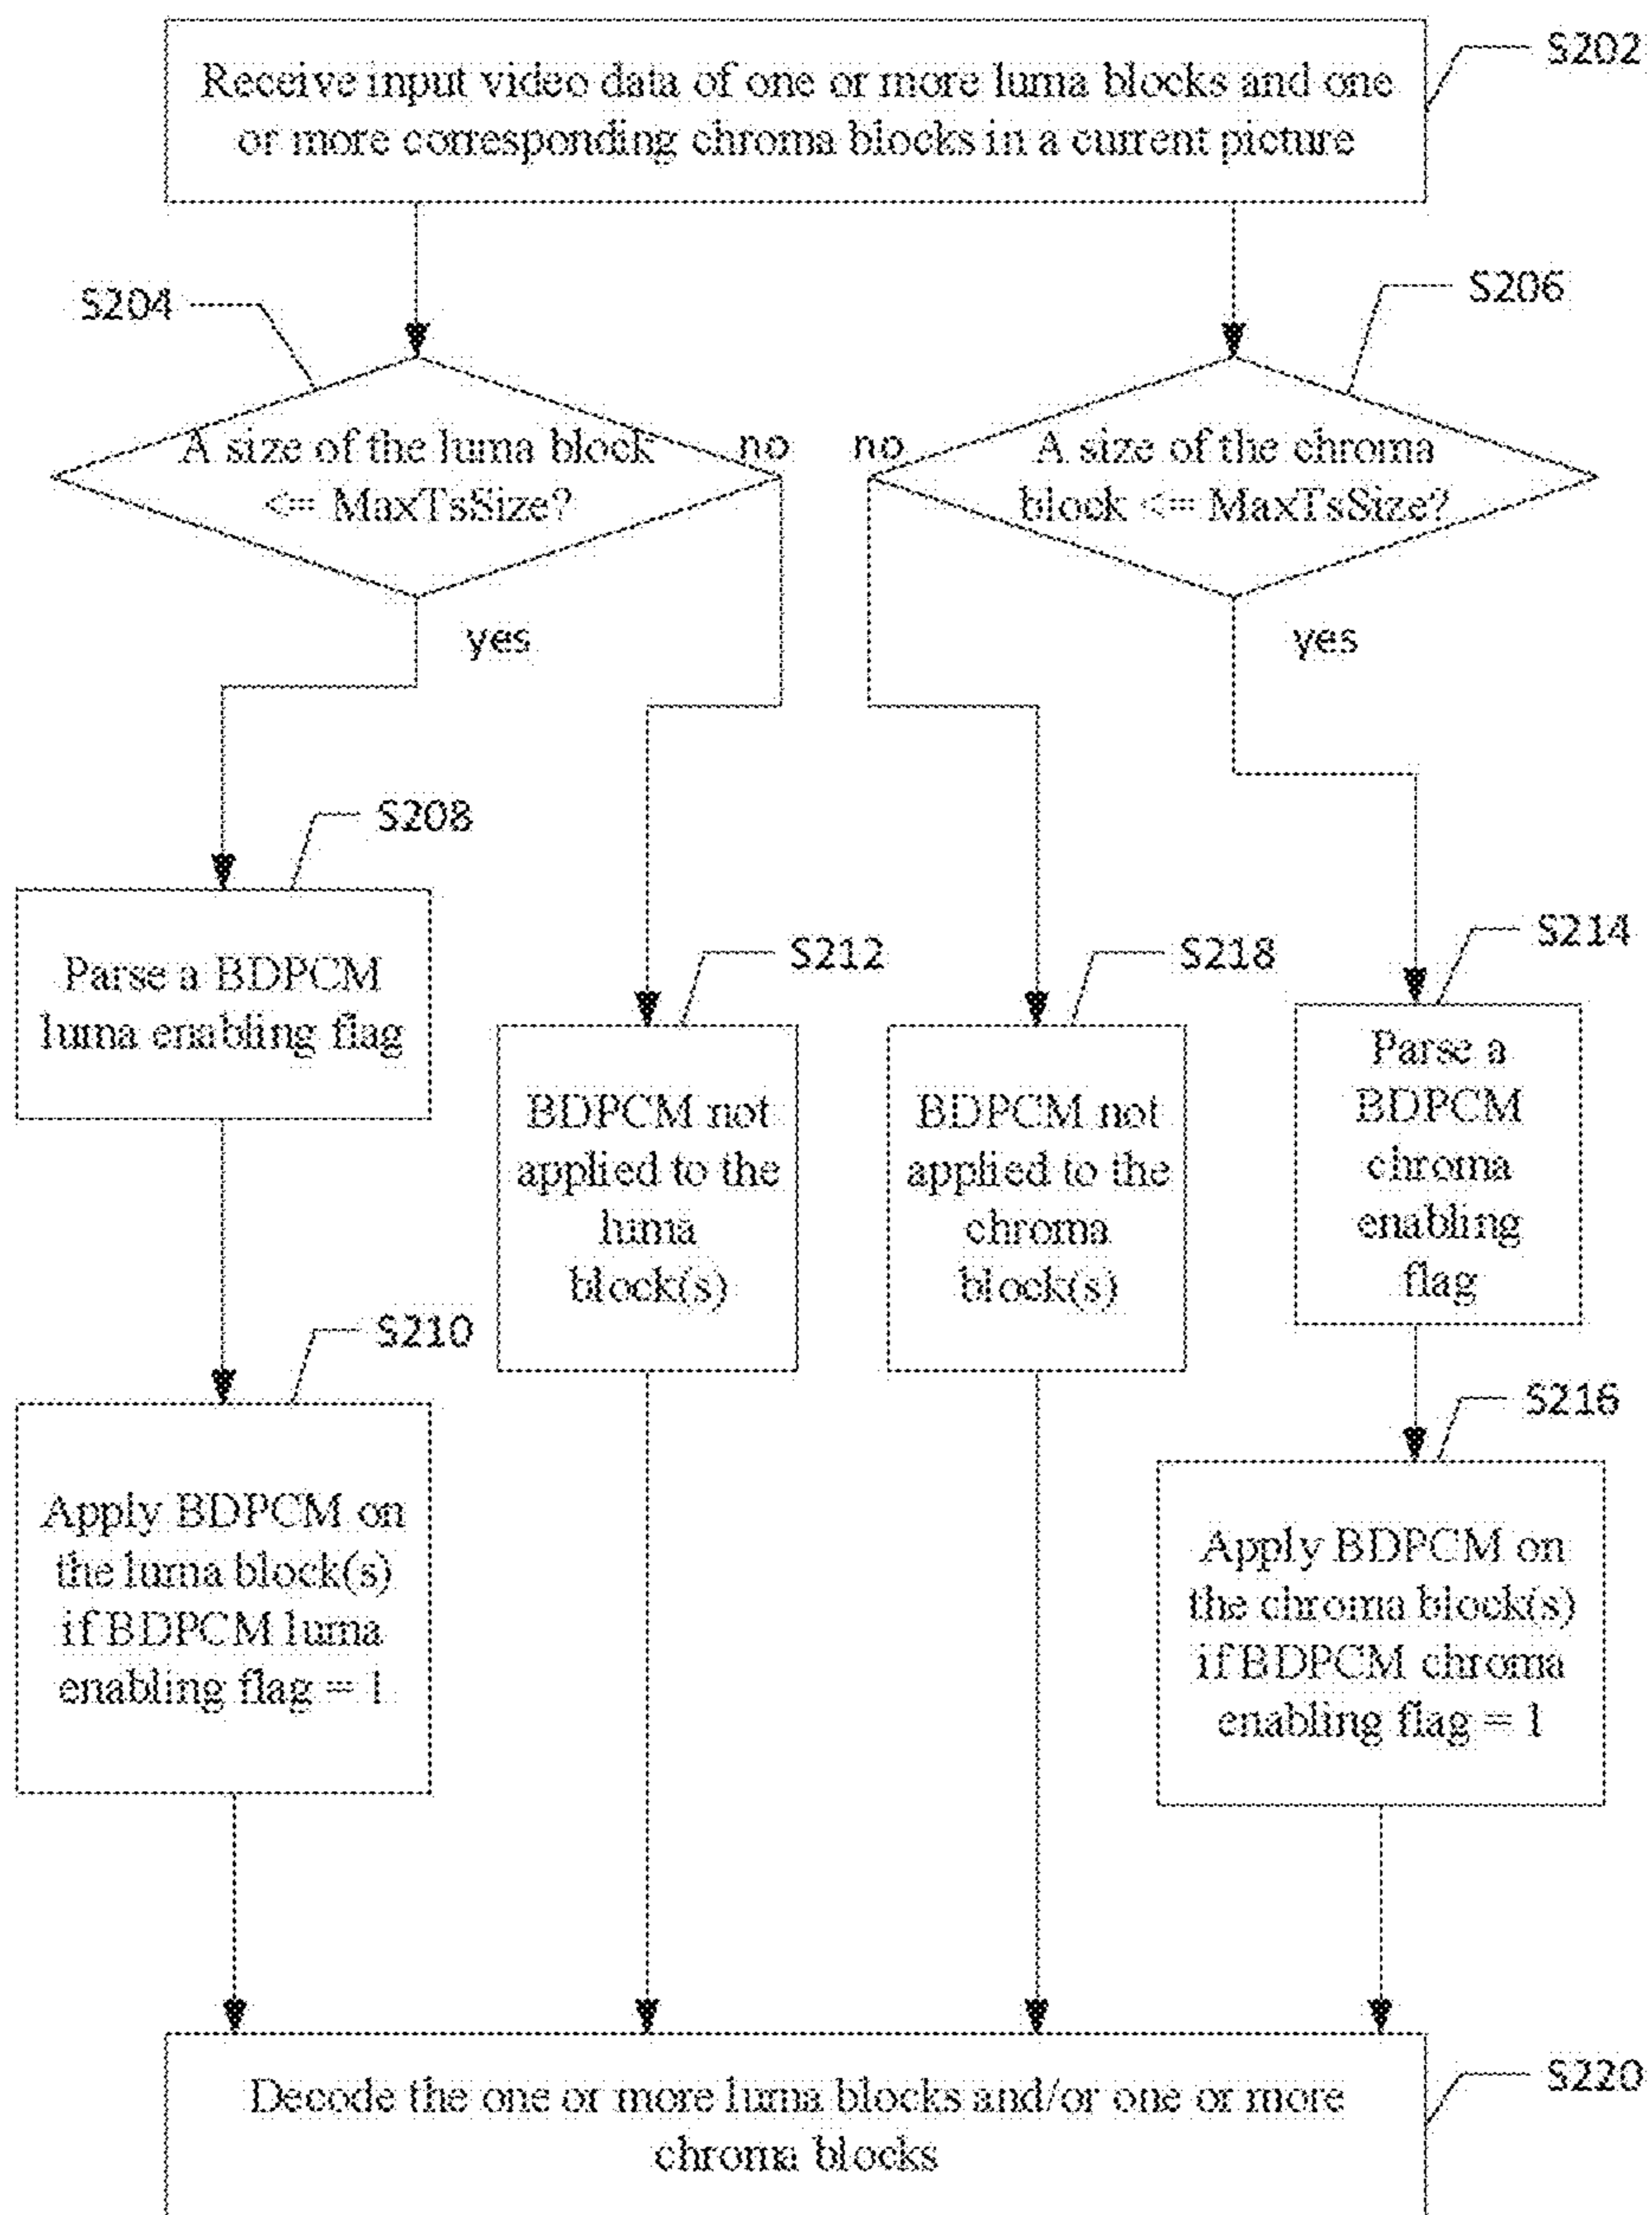 S202
Receive input video data of one or more luma blocks and one
or more corresponding chroma blocks in a current picture
S204
S206
A size of the luma block
<= MaxTsSize?
no
no
A size of the chroma
block <= MaxTsSize?
yes
yes
S208
Parse a BDPCM
luma enabling flag
S212
BDPCM not
applied to the
luma
block(s)
S218
BDPCM not
applied to the
chroma
block(s)
S214
Parse a
BDPCM
chroma
enabling
flag
S210
Apply BDPCM on
the luma block(s)
if BDPCM luma
enabling flag = 1
S216
Apply BDPCM on
the chroma block(s)
if BDPCM chroma
enabling flag = 1
S220
Decode the one or more luma blocks and/or one or more
chroma blocks